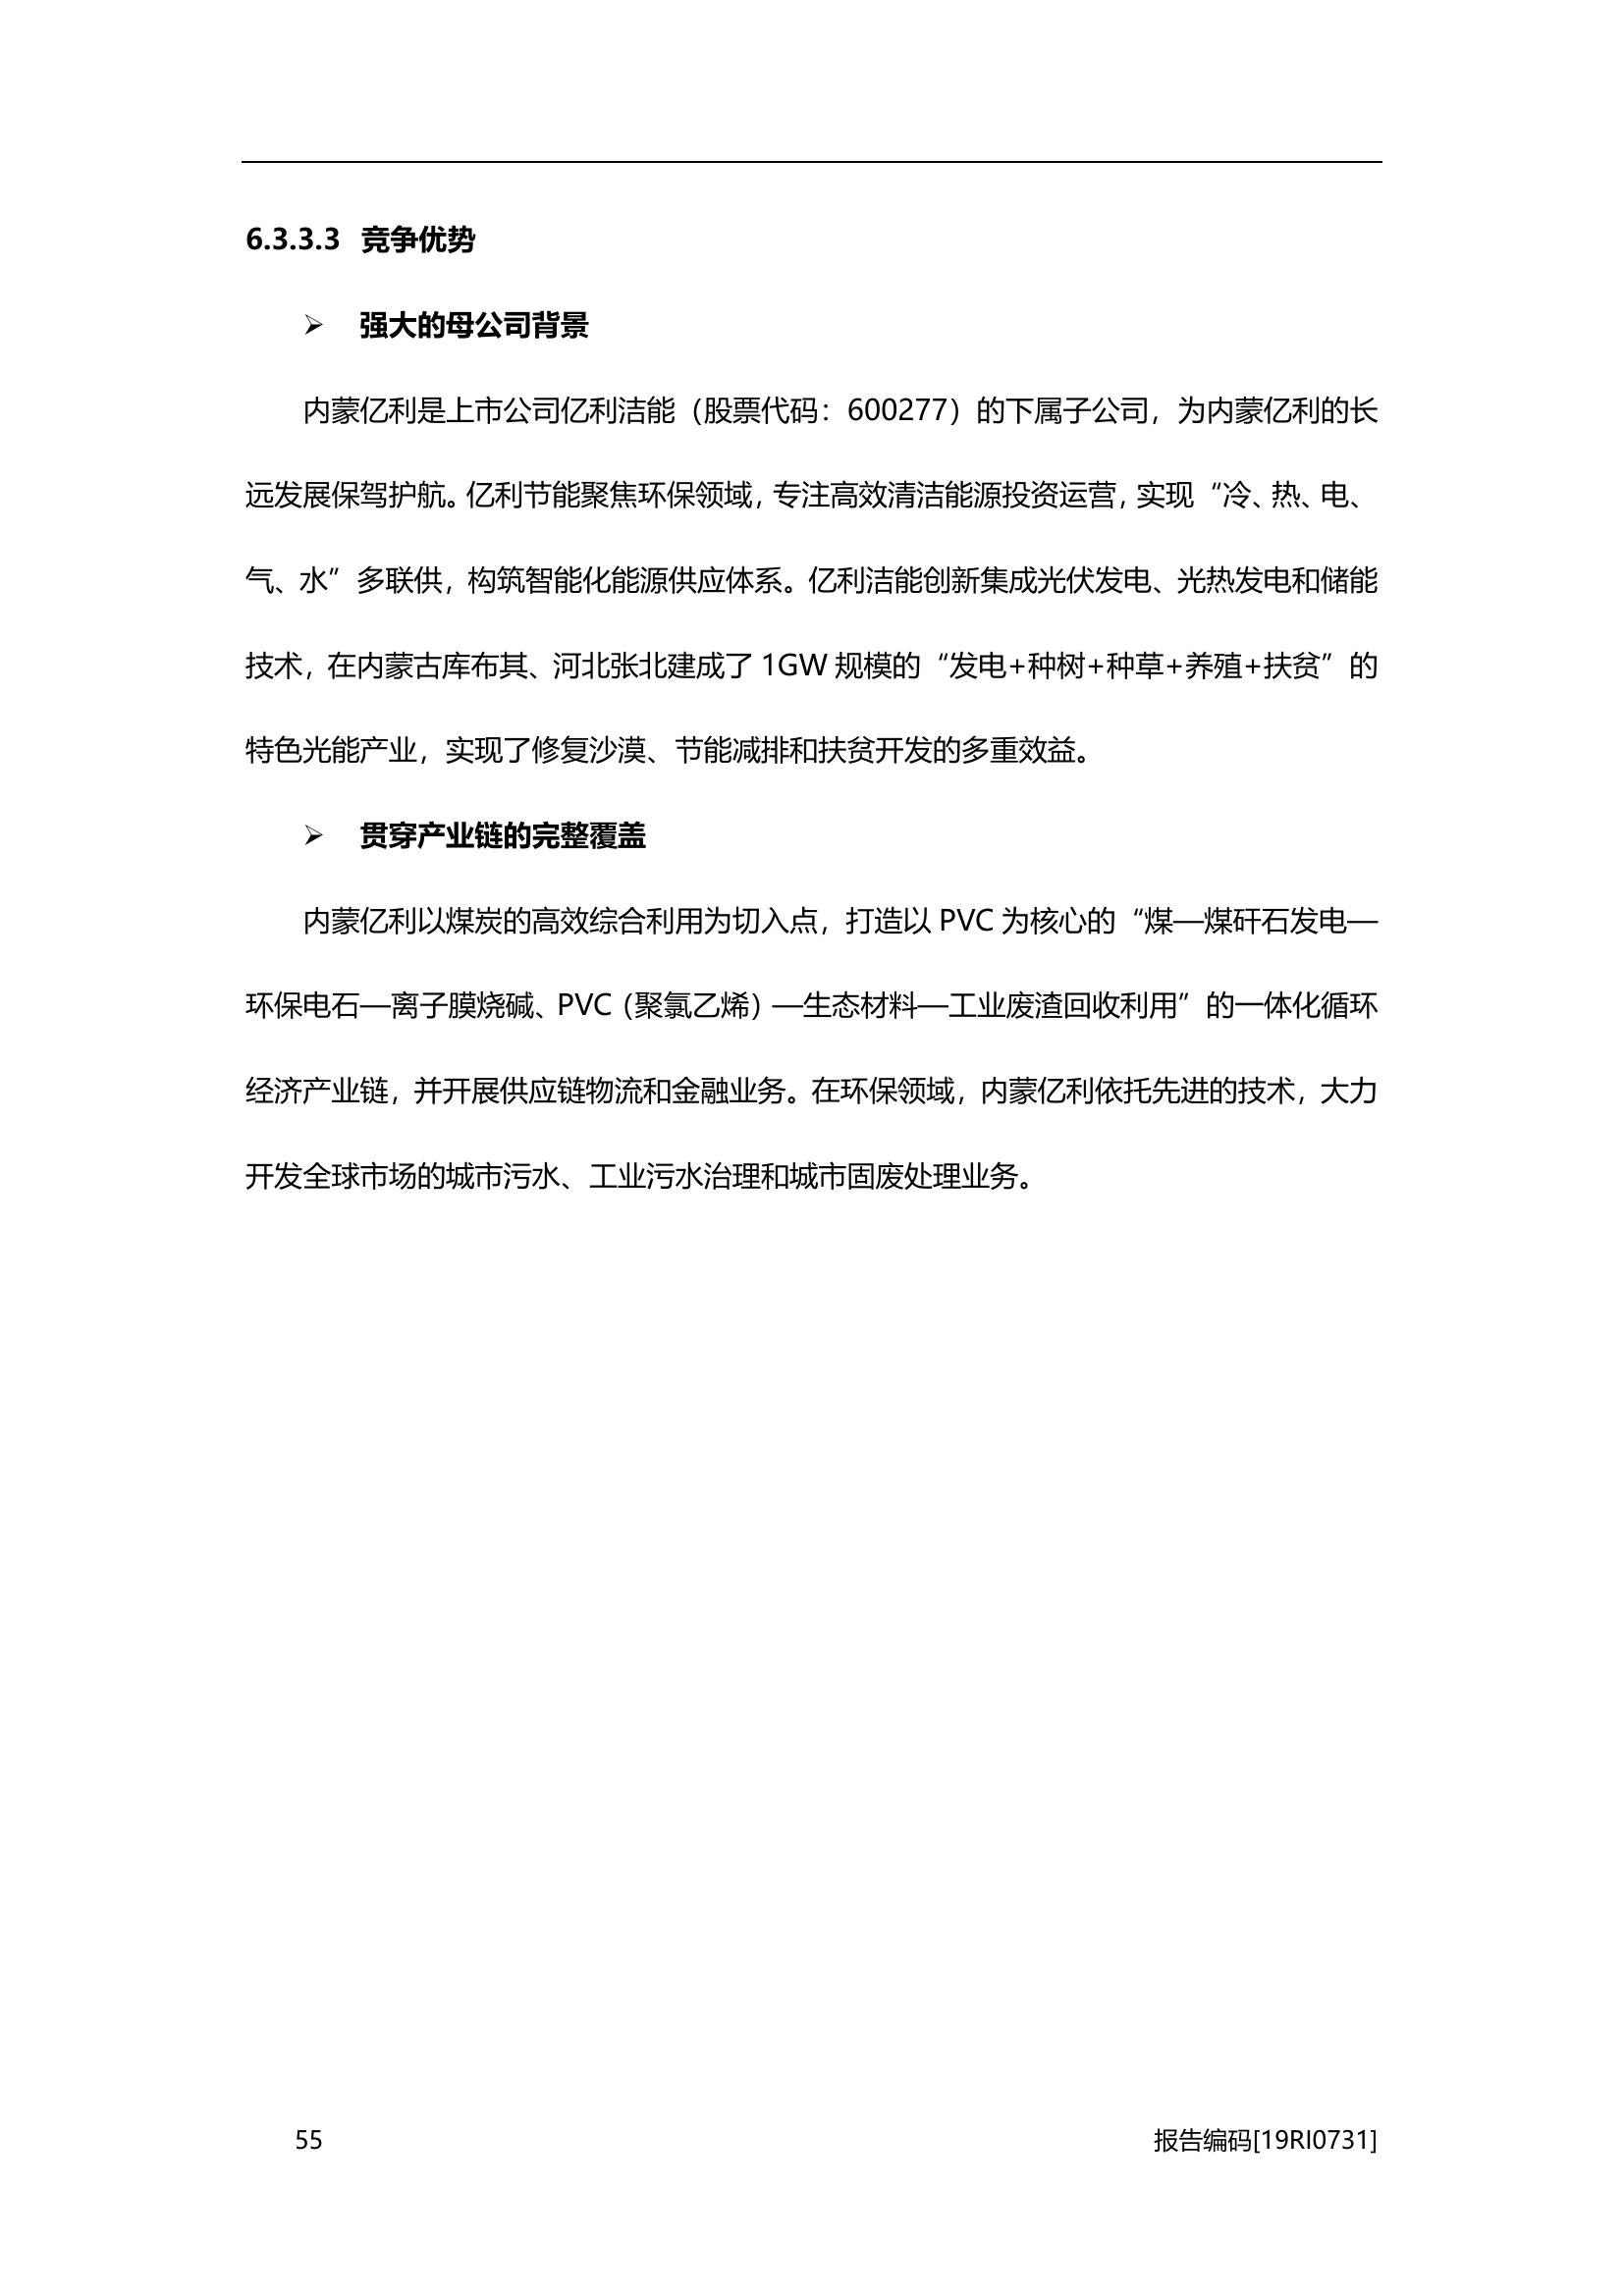 6.3.3.3 竞争优势
➢ 强大的母公司背景
内蒙亿利是上市公司亿利洁能（股票代码：600277）的下属子公司，为内蒙亿利的长
远发展保驾护航。亿利节能聚焦环保领域，专注高效清洁能源投资运营，实现“冷、热、电、
气、水”多联供，构筑智能化能源供应体系。亿利洁能创新集成光伏发电、光热发电和储能
技术，在内蒙古库布其、河北张北建成了 1GW 规模的“发电+种树+种草+养殖+扶贫”的
特色光能产业，实现了修复沙漠、节能减排和扶贫开发的多重效益。
➢ 贯穿产业链的完整覆盖
内蒙亿利以煤炭的高效综合利用为切入点，打造以 PVC 为核心的“煤—煤矸石发电—
环保电石—离子膜烧碱、PVC（聚氯乙烯）—生态材料—工业废渣回收利用”的一体化循环
经济产业链，并开展供应链物流和金融业务。在环保领域，内蒙亿利依托先进的技术，大力
开发全球市场的城市污水、工业污水治理和城市固废处理业务。
55 报告编码[19RI0731]